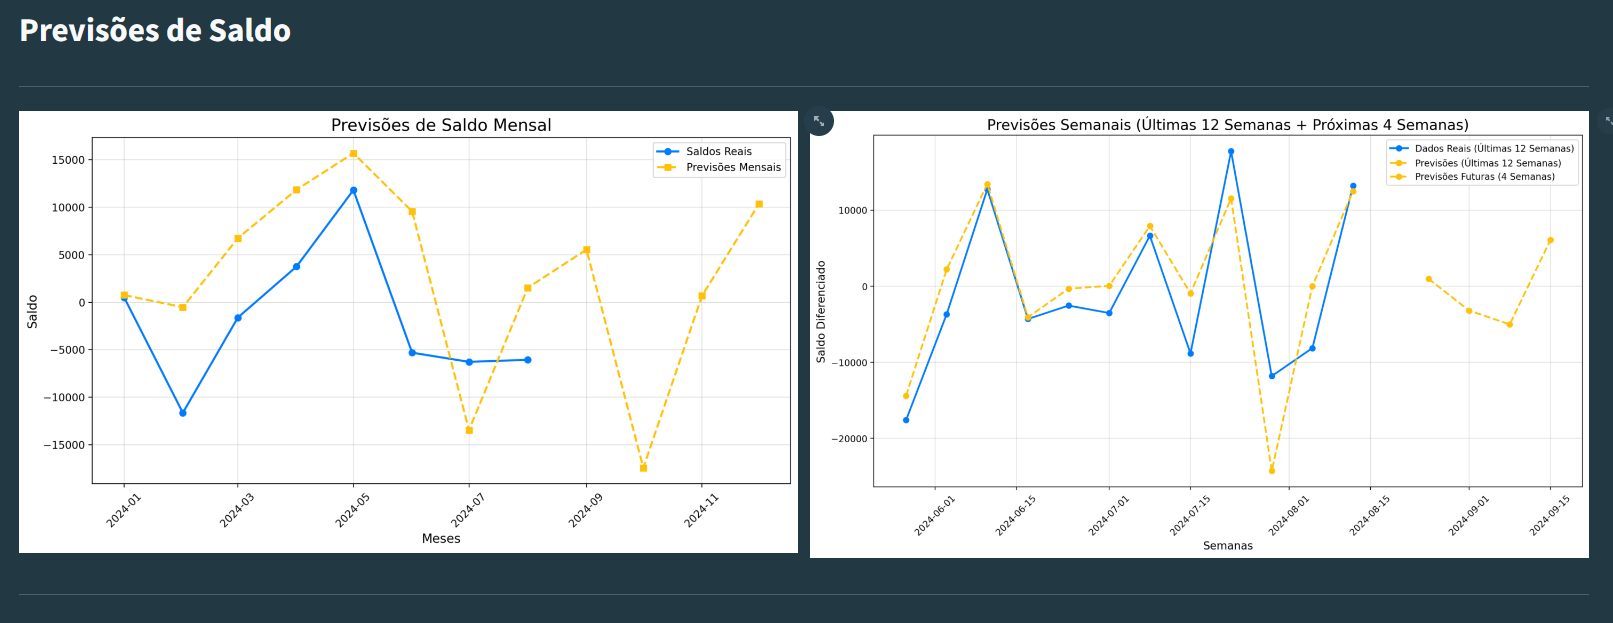 Previsões de Saldo
Previsões de Saldo Mensal
Saldos Reais
Previsões Mensais
15000
10000
5000
0
−5000
−10000
−15000
Saldo
2024-01
2024-03
2024-05
2024-07
2024-09
2024-11
Meses
Previsões Semanais (Últimas 12 Semanas + Próximas 4 Semanas)
Dados Reais (Últimas 12 Semanas)
Previsões (Últimas 12 Semanas)
Previsões Futuras (4 Semanas)
10000
0
−10000
−20000
Saldo Diferenciado
2024-06-01
2024-06-15
2024-07-01
2024-07-15
2024-08-01
2024-08-15
2024-09-01
2024-09-15
Semanas